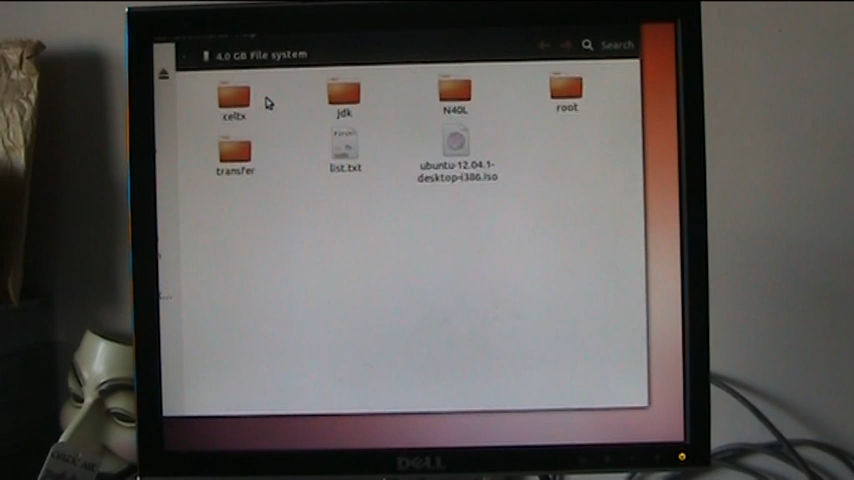 4.0 GB File system
Search
celtx
jdk
N40L
root
transfer
list.txt
ubuntu-12.04.1-
desktop-i386.iso
DELL